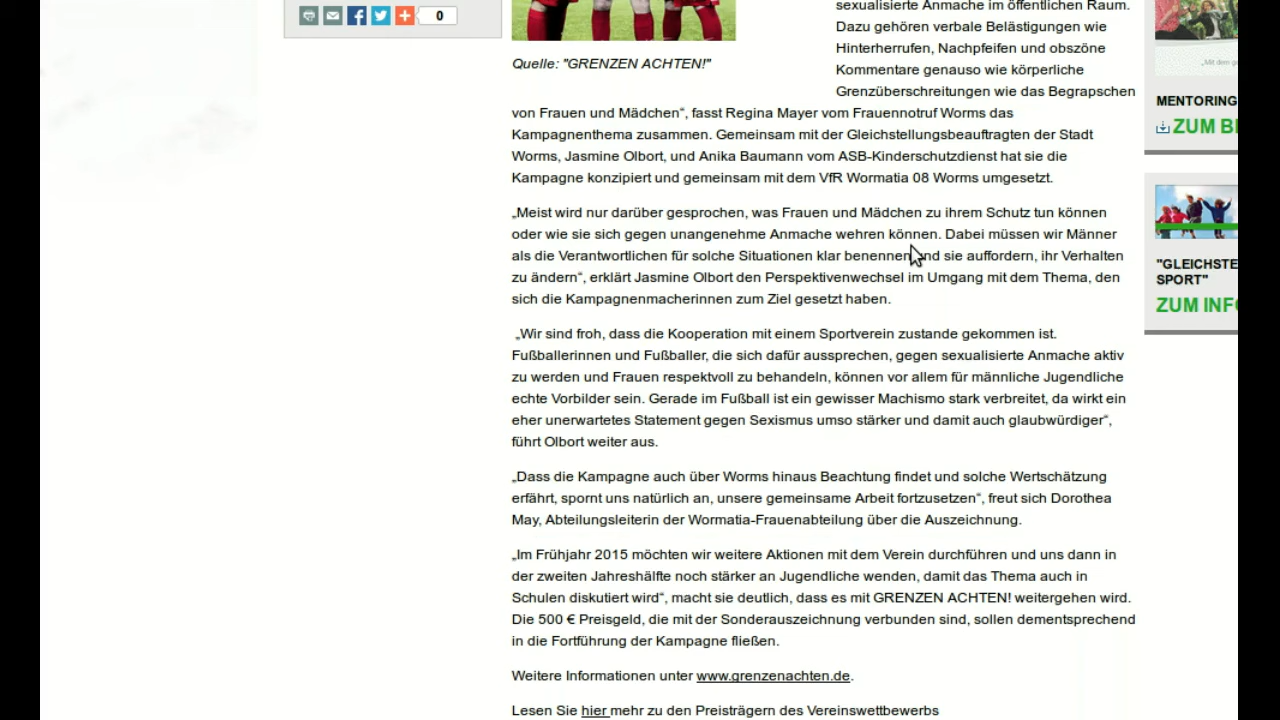 0
Quelle: "GRENZEN ACHTEN!"
sexualisierte Anmache im öffentlichen Raum.
Dazu gehören verbale Belästigungen wie
Hinterherrufen, Nachpfeifen und obszöne
Kommentare genauso wie körperliche
Grenzüberschreitungen wie das Begrapschen
von Frauen und Mädchen“, fasst Regina Mayer vom Frauennotruf Worms das
Kampagnenthema zusammen. Gemeinsam mit der Gleichstellungsbeauftragten der Stadt
Worms, Jasmine Olbort, und Anika Baumann vom ASB-Kinderschutzdienst hat sie die
Kampagne konzipiert und gemeinsam mit dem VfR Wormatia 08 Worms umgesetzt.
„Meist wird nur darüber gesprochen, was Frauen und Mädchen zu ihrem Schutz tun können
oder wie sie sich gegen unangenehme Anmache wehren können. Dabei müssen wir Männer
als die Verantwortlichen für solche Situationen klar benennen und sie auffordern, ihr Verhalten
zu ändern“, erklärt Jasmine Olbort den Perspektivenwechsel im Umgang mit dem Thema, den
sich die Kampagnenmacherinnen zum Ziel gesetzt haben.
„Wir sind froh, dass die Kooperation mit einem Sportverein zustande gekommen ist.
Fußballerinnen und Fußballer, die sich dafür aussprechen, gegen sexualisierte Anmache aktiv
zu werden und Frauen respektvoll zu behandeln, können vor allem für männliche Jugendliche
echte Vorbilder sein. Gerade im Fußball ist ein gewisser Machismo stark verbreitet, da wirkt ein
eher unerwartetes Statement gegen Sexismus umso stärker und damit auch glaubwürdiger“,
führt Olbort weiter aus.
„Dass die Kampagne auch über Worms hinaus Beachtung findet und solche Wertschätzung
erfährt, spornt uns natürlich an, unsere gemeinsame Arbeit fortzusetzen“, freut sich Dorothea
May, Abteilungsleiterin der Wormatia-Frauenabteilung über die Auszeichnung.
„Im Frühjahr 2015 möchten wir weitere Aktionen mit dem Verein durchführen und uns dann in
der zweiten Jahreshälfte noch stärker an Jugendliche wenden, damit das Thema auch in
Schulen diskutiert wird“, macht sie deutlich, dass es mit GRENZEN ACHTEN! weitergehen wird.
Die 500 € Preisgeld, die mit der Sonderauszeichnung verbunden sind, sollen dementsprechend
in die Fortführung der Kampagne fließen.
Weitere Informationen unter www.grenzenachten.de.
Lesen Sie hier mehr zu den Preisträgern des Vereinswettbewerbs
„Mit dem
MENTORING
ZUM B
"GLEICHSTE
SPORT"
ZUM INF